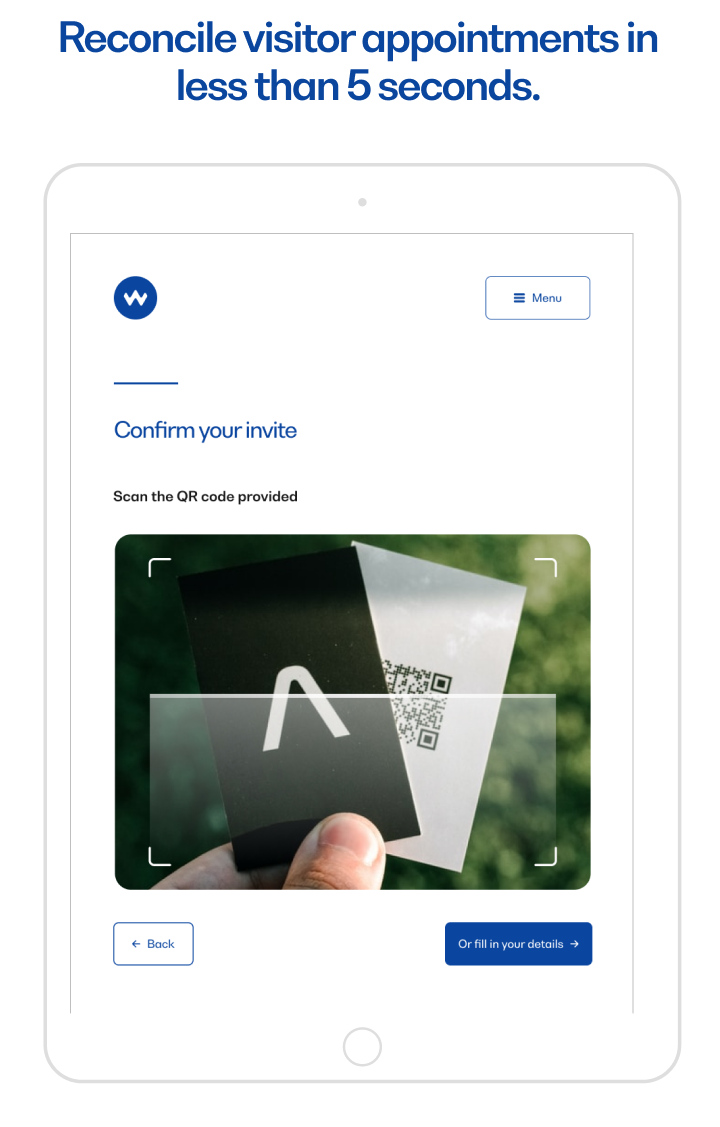 Reconcile visitor appointments in
less than 5 seconds.
Menu
Confirm your invite
Scan the QR code provided
Back
Or fill in your details